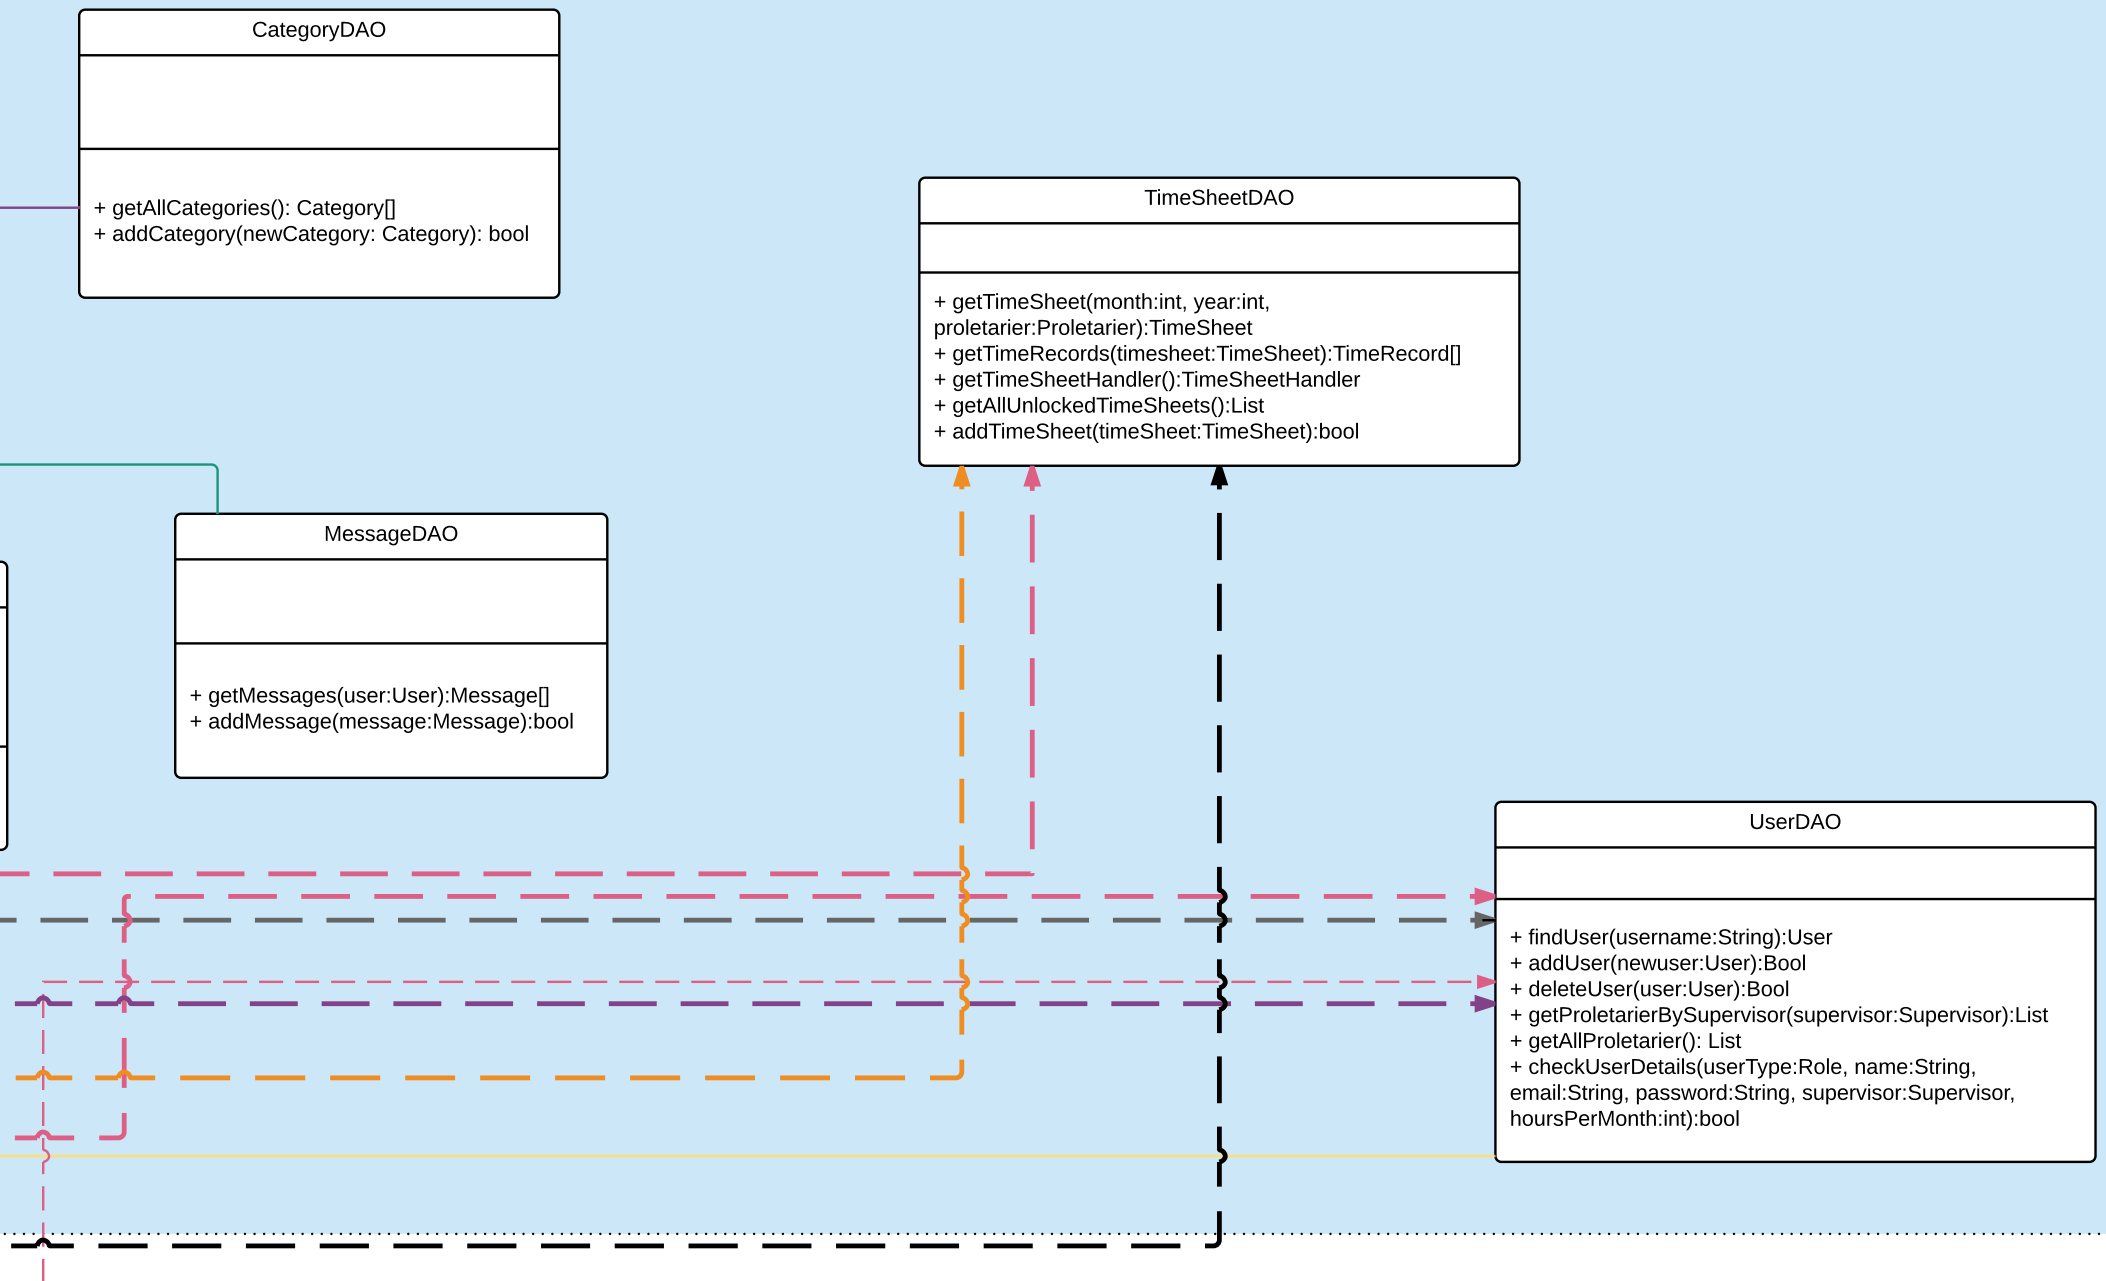 CategoryDAO
+ getAllCategories(): Category[]
+ addCategory(newCategory: Category): bool
TimeSheetDAO
+ getTimeSheet(month:int, year:int,
proletarier:Proletarier):TimeSheet
+ getTimeRecords(timesheet:TimeSheet):TimeRecord[]
+ getTimeSheetHandler():TimeSheetHandler
+ getAllUnlockedTimeSheets():List
+ addTimeSheet(timeSheet:TimeSheet):bool
MessageDAO
+ getMessages(user:User):Message[]
+ addMessage(message:Message):bool
UserDAO
+ findUser(username:String):User
+ addUser(newuser:User):Bool
+ deleteUser(user:User):Bool
+ getProletarierBySupervisor(supervisor:Supervisor):List
+ getAllProletarier(): List
+ checkUserDetails(userType:Role, name:String,
email:String, password:String, supervisor:Supervisor,
hoursPerMonth:int):bool